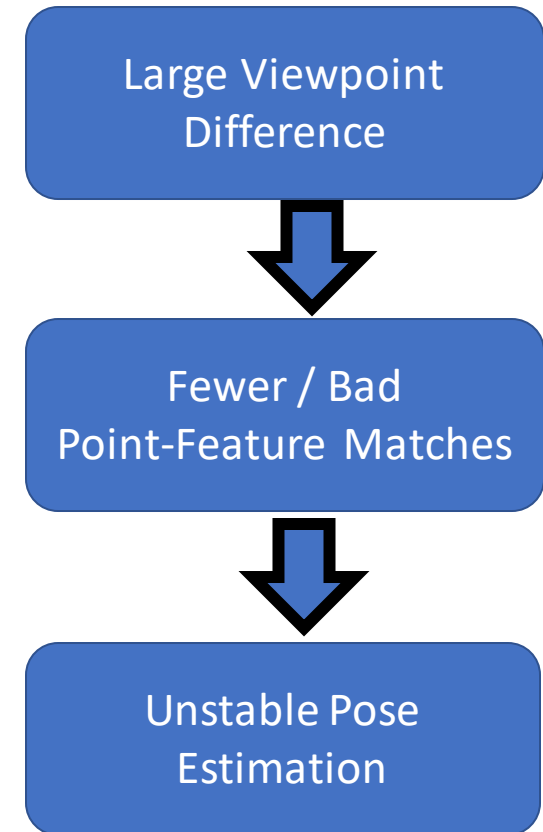 Large Viewpoint
Difference
Fewer / Bad
Point-Feature Matches
Unstable Pose
Estimation